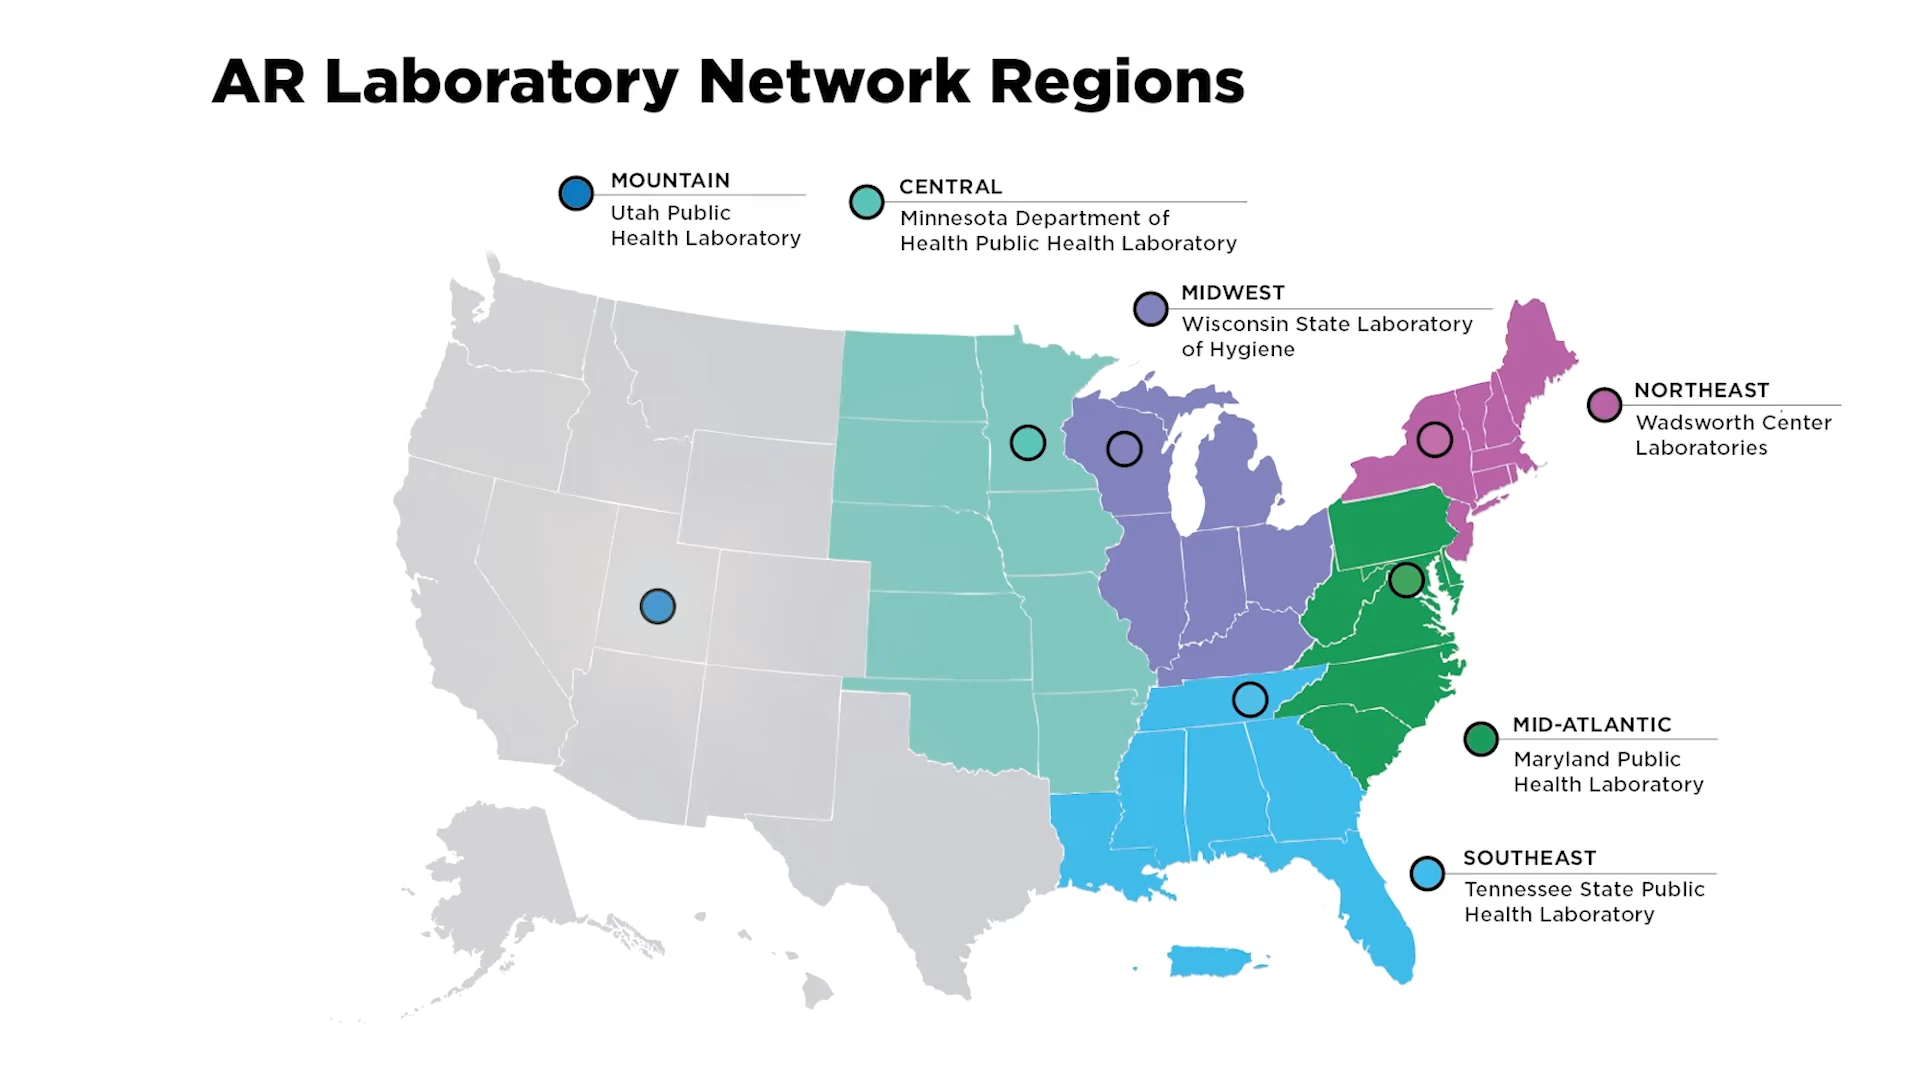 AR Laboratory Network Regions
MOUNTAIN
Utah Public
Health Laboratory
CENTRAL
Minnesota Department of
Health Public Health Laboratory
MIDWEST
Wisconsin State Laboratory
of Hygiene
NORTHEAST
Wadsworth Center
Laboratories
MID-ATLANTIC
Maryland Public
Health Laboratory
SOUTHEAST
Tennessee State Public
Health Laboratory